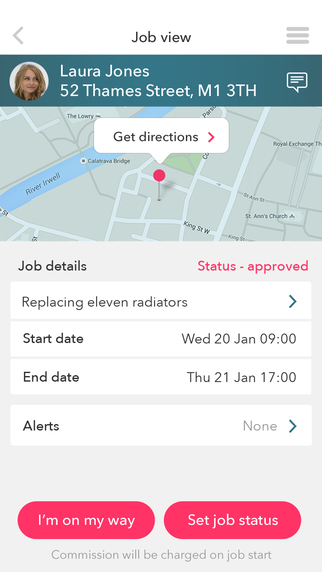 Job view
Laura Jones
52 Thames Street, M1 3TH
The Lowry
Parson
Get directions
Royal Exchange Th
Calatrava Bridge
River Irwell
St Ann St
St. Ann's Church
King St W
King St
Job details
Status - approved
Replacing eleven radiators
Start date
Wed 20 Jan 09:00
End date
Thu 21 Jan 17:00
Alerts
None
I'm on my way
Set job status
Commission will be charged on job start